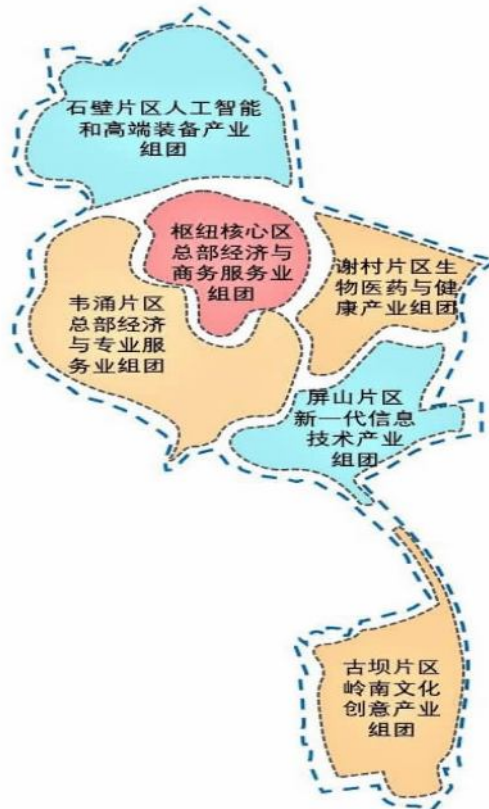 石壁片区人工智能
和高端装备产业
组团
枢纽核心区
总部经济与
商务服务业
组团
谢村片区生
物医药与健
康产业组团
韦涌片区
总部经济
与专业服
务业组团
屏山片区
新一代信息
技术产业
组团
古坝片区
岭南文化
创意产业
组团